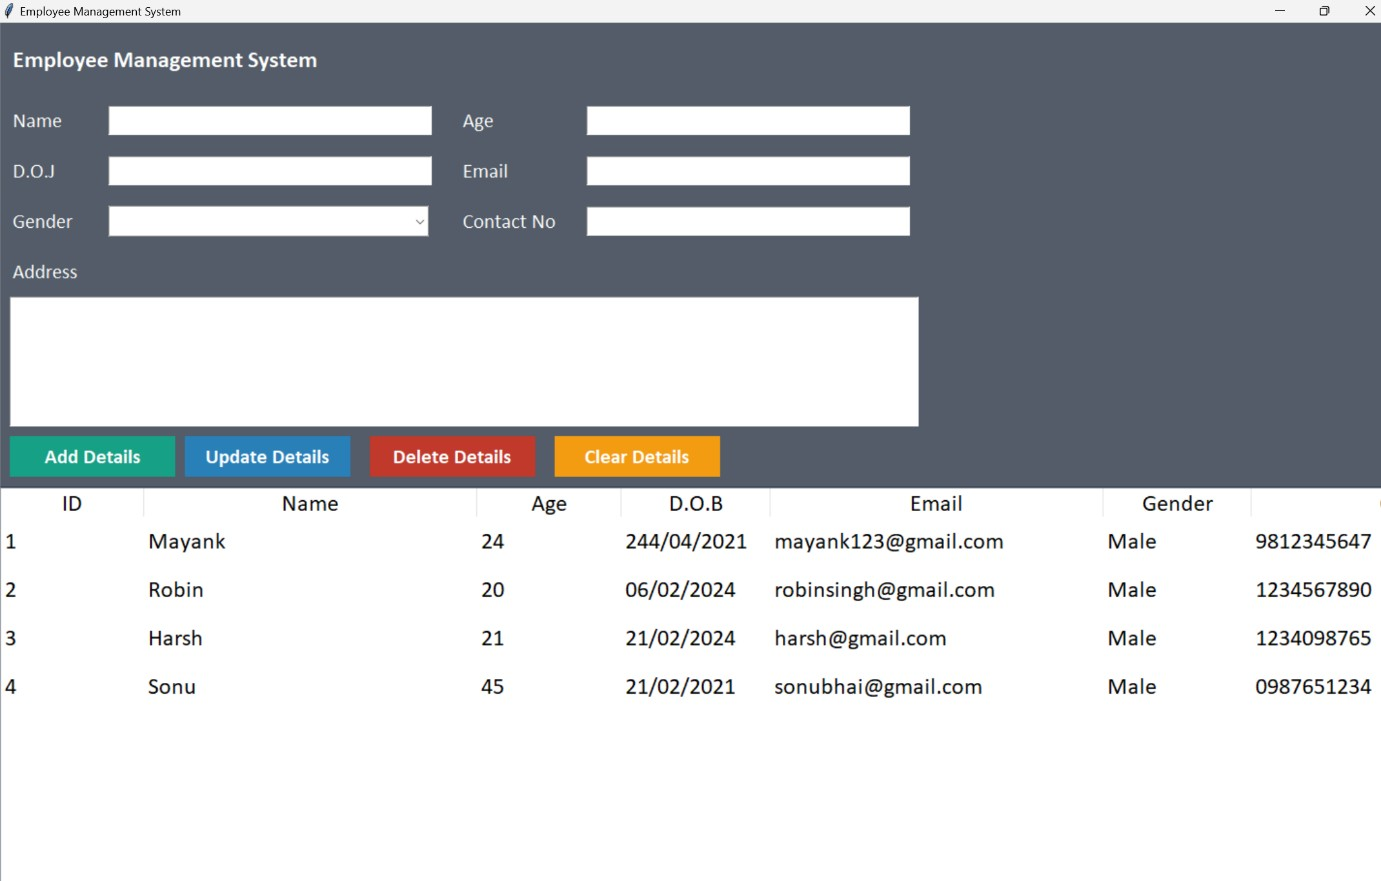 Employee Management System
Employee Management System
Name Age
D.O.J Email
Gender Contact No
Address
Add Details Update Details Delete Details Clear Details
ID Name Age D.O.B Email Gender
1 Mayank 24 244/04/2021 mayank123@gmail.com Male 9812345647
2 Robin 20 06/02/2024 robinsingh@gmail.com Male 1234567890
3 Harsh 21 21/02/2024 harsh@gmail.com Male 1234098765
4 Sonu 45 21/02/2021 sonubhai@gmail.com Male 0987651234